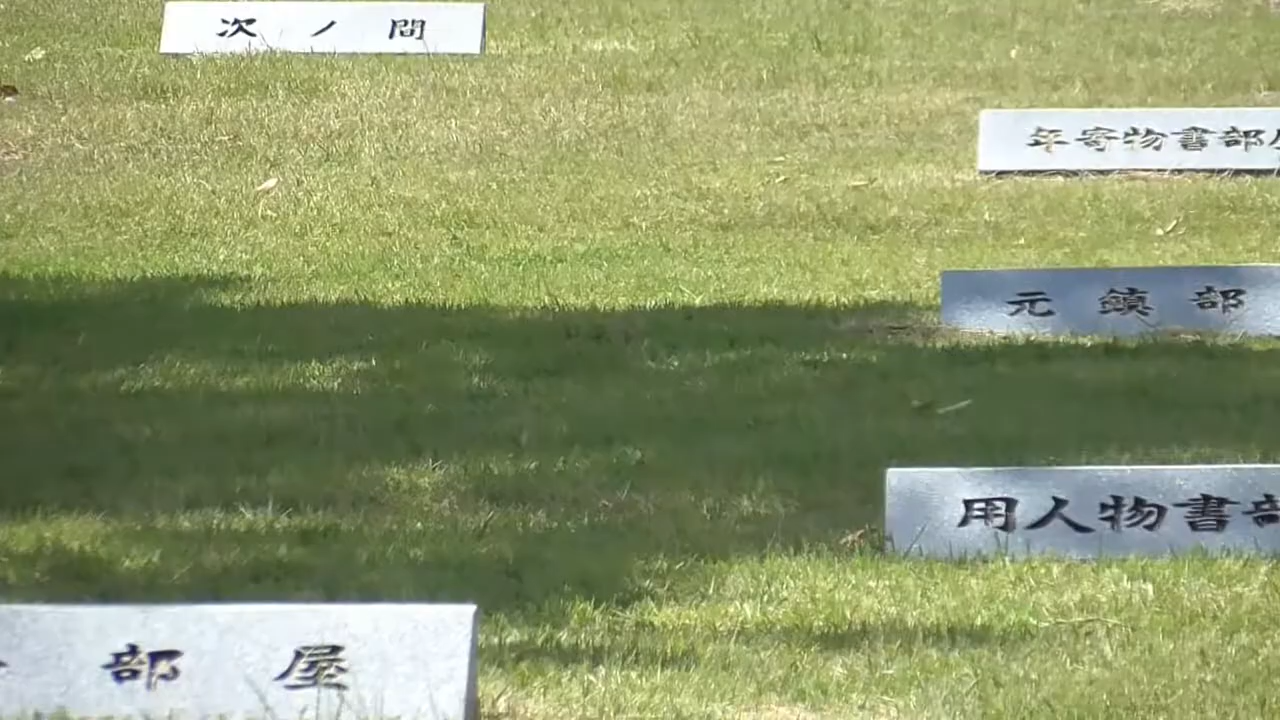 次ノ間
年寄物書部
元鎮部
用人物書部
部屋